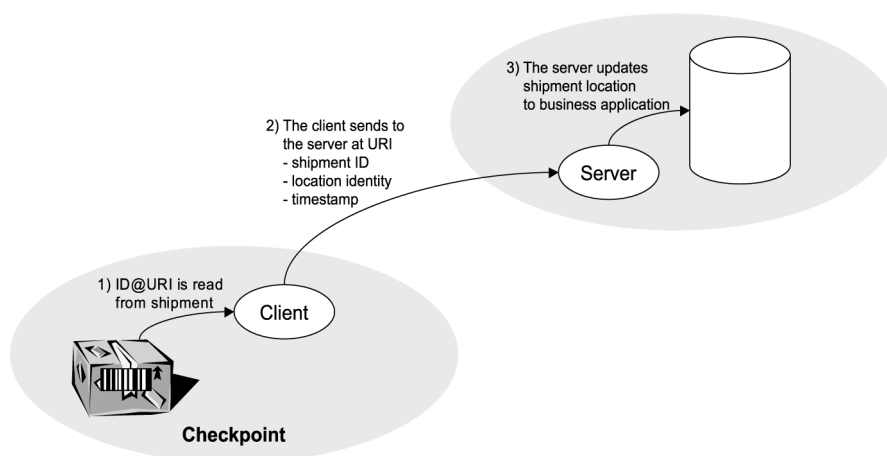 3) The server updates
shipment location
to business application
2) The client sends to
the server at URI
- shipment ID
- location identity
- timestamp
Server
1) ID@URI is read
from shipment
Client
Checkpoint